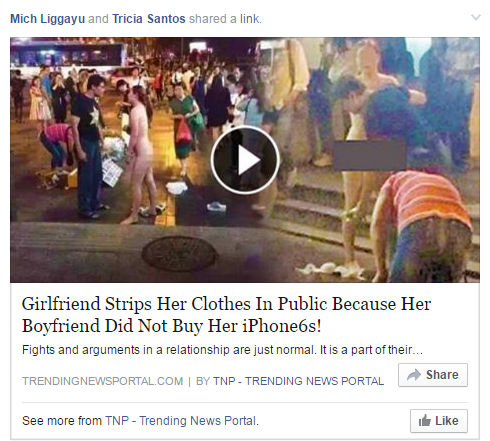 Mich Liggayu and Tricia Santos shared a link.
Girlfriend Strips Her Clothes In Public Because Her
Boyfriend Did Not Buy Her iPhone6s!
Fights and arguments in a relationship are just normal. It is a part of their…
TRENDINGNEWSPORTAL.COM | BY TNP - TRENDING NEWS PORTAL
Share
See more from TNP - Trending News Portal.
Like